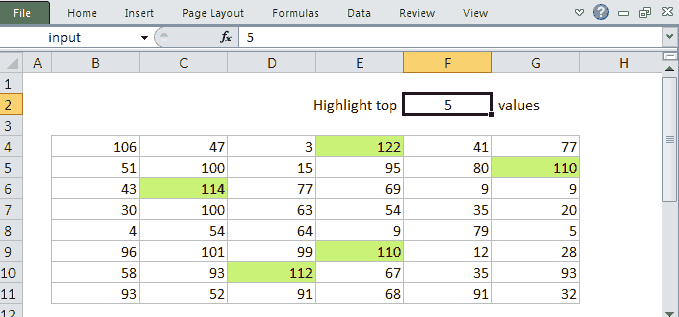 File Home Insert Page Layout Formulas Data Review View
input fx 5
A B C D E F G H
1
2 Highlight top 5 values
3
4 106 47 3 122 41 77
5 51 100 15 95 80 110
6 43 114 77 69 9 9
7 30 100 63 54 35 20
8 4 54 64 9 79 5
9 96 101 99 110 12 28
10 58 93 112 67 35 93
11 93 52 91 68 91 32
12